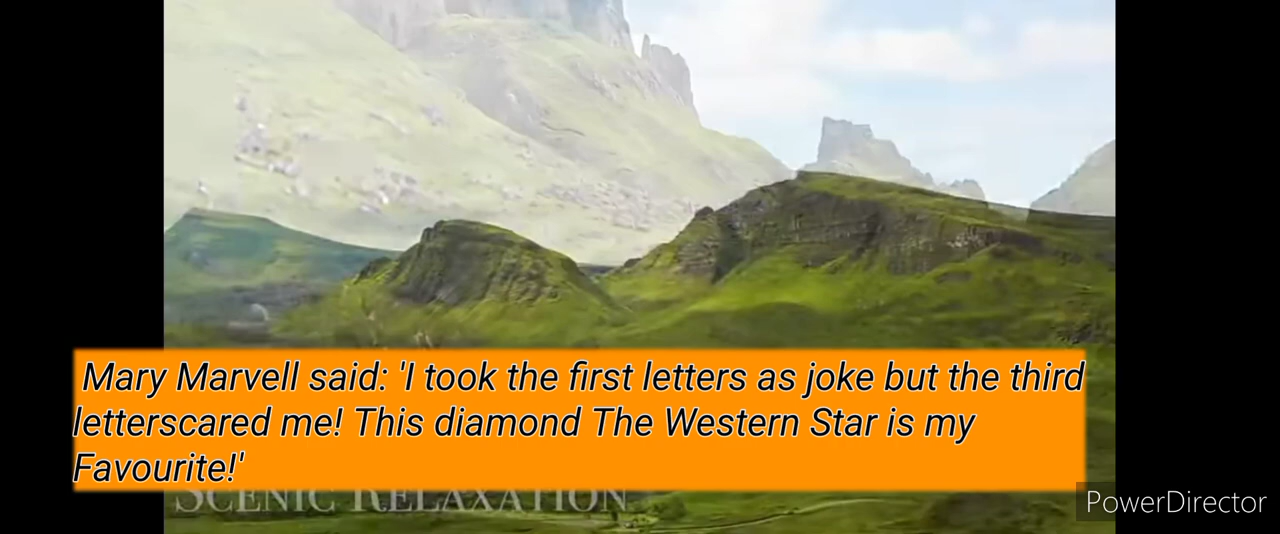 Mary Marvell said: 'I took the first letters as joke but the third
letterscared me! This diamond The Western Star is my
Favourite!'
SCENIC RELAXATION
PowerDirector